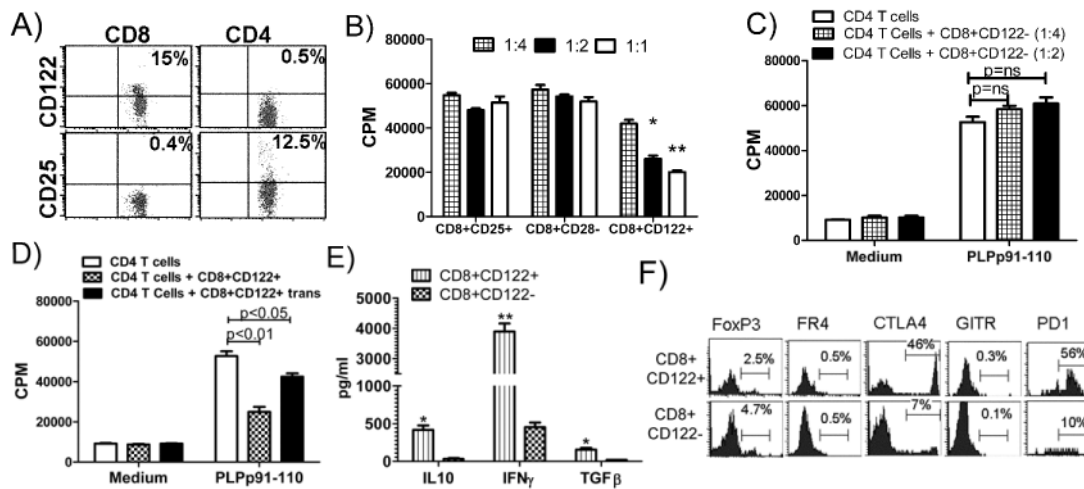 A)
CD8
CD4
15%
0.5%
CD122
0.4%
12.5%
CD25
B)
1:4
1:2
1:1
80000
60000
40000
20000
0
CPM
*
**
CD8+CD25+
CD8+CD28-
CD8+CD122+
C)
CD4 T cells
CD4 T Cells + CD8+CD122- (1:4)
CD4 T Cells + CD8+CD122- (1:2)
80000
60000
40000
20000
0
CPM
p=ns
p=ns
Medium
PLPp91-110
D)
CD4 T cells
CD4 T cells + CD8+CD122+
CD4 T Cells + CD8+CD122+ trans
80000
60000
40000
20000
0
CPM
p<0.05
p<0.01
Medium
PLPp91-110
E)
CD8+CD122+
CD8+CD122-
5000
4000
3000
2000
1000
1000
500
0
pg/ml
*
**
*
IL10
IFNγ
TGFβ
F)
FoxP3
FR4
CTLA4
GITR
PD1
CD8+
CD122+
2.5%
0.5%
46%
0.3%
56%
CD8+
CD122-
4.7%
0.5%
7%
0.1%
10%